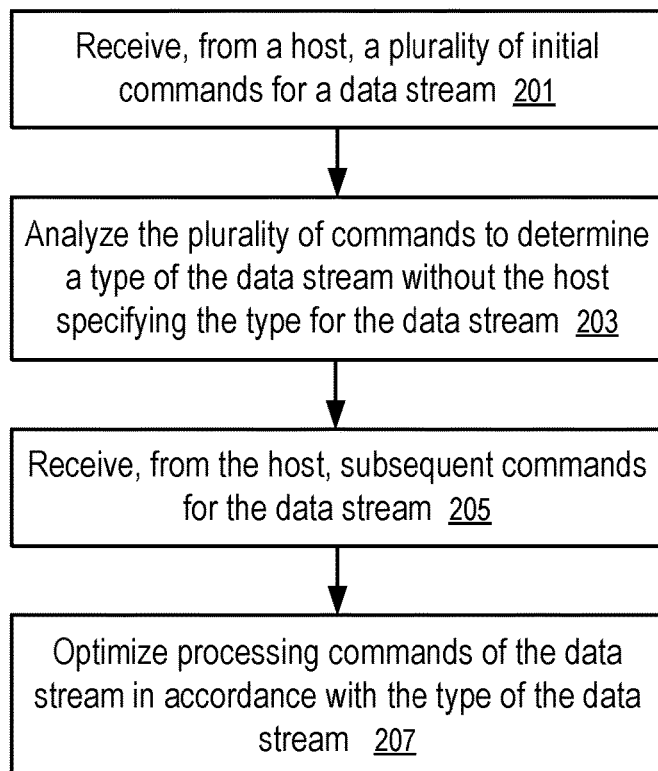 Receive, from a host, a plurality of initial
commands for a data stream 201
Analyze the plurality of commands to determine
a type of the data stream without the host
specifying the type for the data stream 203
Receive, from the host, subsequent commands
for the data stream 205
Optimize processing commands of the data
stream in accordance with the type of the data
stream 207